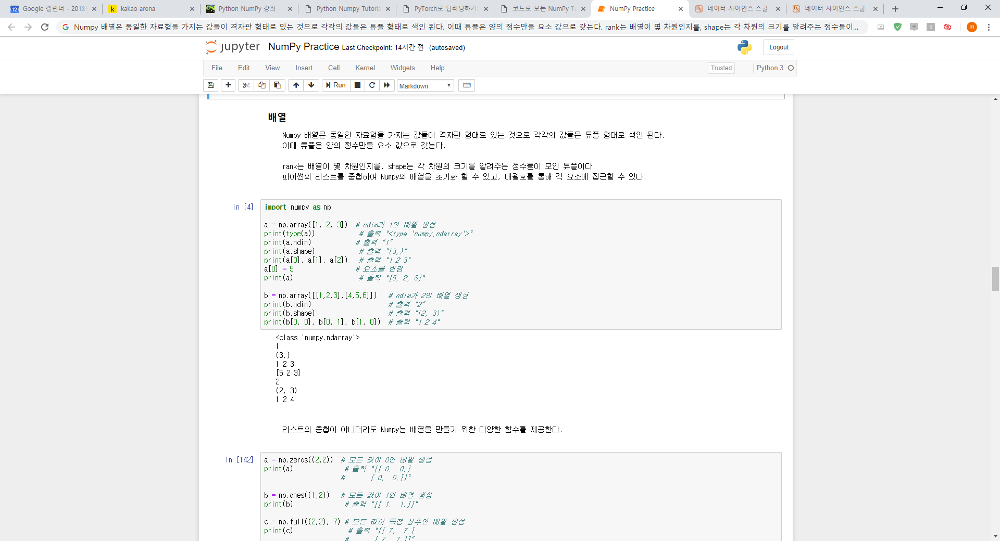 Google 캘린더 - 2018
kakao arena
Python NumPy 강좌 -
Python Numpy Tutoria
PyTorch로 딥러닝하기:
코드로 보는 NumPy Tu
NumPy Practice
데이터 사이언스 스쿨
데이터 사이언스 스쿨
Numpy 배열은 동일한 자료형을 가지는 값들이 격자판 형태로 있는 것으로 각각의 값들은 튜플 형태로 색인 된다. 이때 튜플은 양의 정수만을 요소 값으로 갖는다. rank는 배열이 몇 차원인지를, shape는 각 차원의 크기를 알려주는 정수들이...
m
jupyter NumPy Practice Last Checkpoint: 14시간 전 (autosaved)
Logout
File Edit View Insert Cell Kernel Widgets Help
Trusted
Python 3
Run
Markdown
배열
Numpy 배열은 동일한 자료형을 가지는 값들이 격자판 형태로 있는 것으로 각각의 값들은 튜플 형태로 색인 된다.
이때 튜플은 양의 정수만을 요소 값으로 갖는다.
rank는 배열이 몇 차원인지를, shape는 각 차원의 크기를 알려주는 정수들이 모인 튜플이다.
파이썬의 리스트를 중첩하여 Numpy의 배열을 초기화 할 수 있고, 대괄호를 통해 각 요소에 접근할 수 있다.
In [4]:
import numpy as np
a = np.array([1, 2, 3])  # ndim가 1인 배열 생성
print(type(a))            # 출력 "<type 'numpy.ndarray'>"
print(a.ndim)            # 출력 "1"
print(a.shape)            # 출력 "(3,)"
print(a[0], a[1], a[2])   # 출력 "1 2 3"
a[0] = 5                 # 요소를 변경
print(a)                  # 출력 "[5, 2, 3]"
b = np.array([[1,2,3],[4,5,6]])   # ndim가 2인 배열 생성
print(b.ndim)                     # 출력 "2"
print(b.shape)                    # 출력 "(2, 3)"
print(b[0, 0], b[0, 1], b[1, 0])  # 출력 "1 2 4"
<class 'numpy.ndarray'>
1
(3,)
1 2 3
[5 2 3]
2
(2, 3)
1 2 4
리스트의 중첩이 아니더라도 Numpy는 배열을 만들기 위한 다양한 함수를 제공한다.
In [142]:
a = np.zeros((2,2))  # 모든 값이 0인 배열 생성
print(a)              # 출력 "[[ 0.  0.]
#       [ 0.  0.]]"
b = np.ones((1,2))   # 모든 값이 1인 배열 생성
print(b)              # 출력 "[[ 1.  1.]]"
c = np.full((2,2), 7) # 모든 값이 특정 상수인 배열 생성
print(c)               # 출력 "[[ 7.  7.]
#       [ 7.  7.]]"